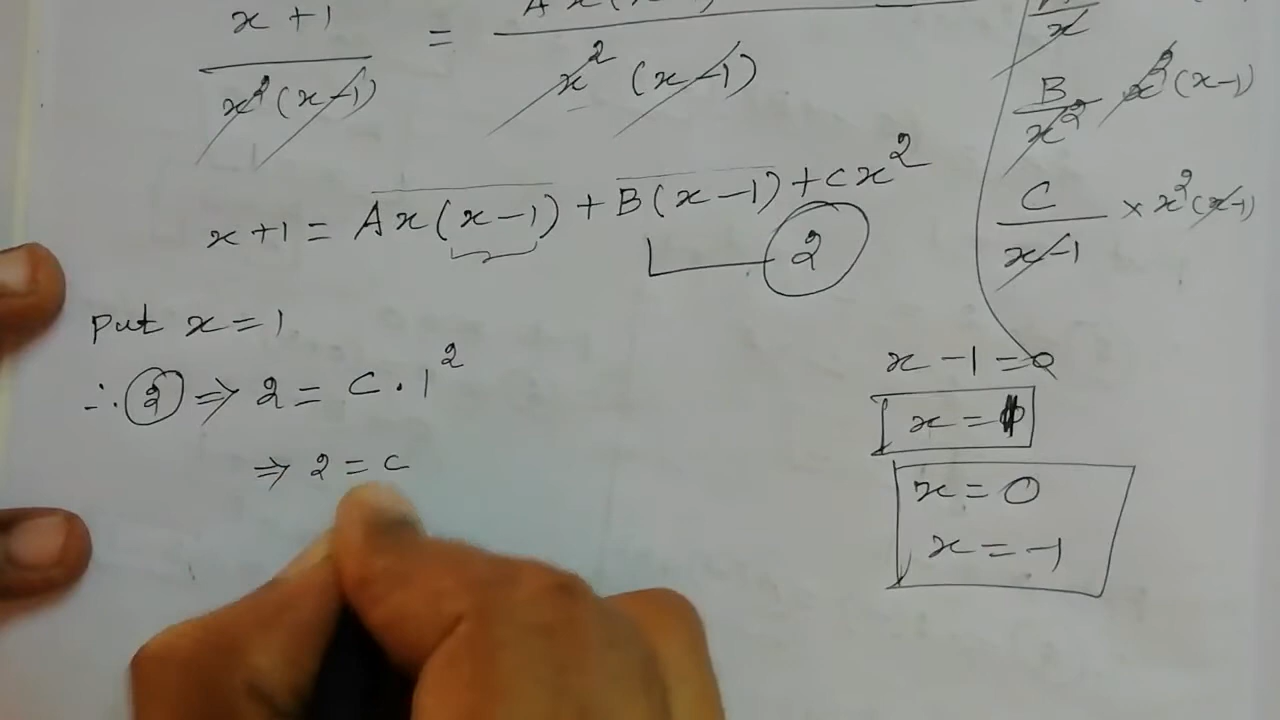 x + 1 / x²(x-1) = Ax(x / x² (x-1)
x + 1 = Ax(x-1) + B(x-1) + Cx²
2
put x = 1
∴ 2 ⇒ 2 = C · 1²
⇒ 2 = C
/ x
B / x² x²(x-1)
C / x-1 × x²(x-1)
x - 1 = 0
x = 1
x = 0
x = -1